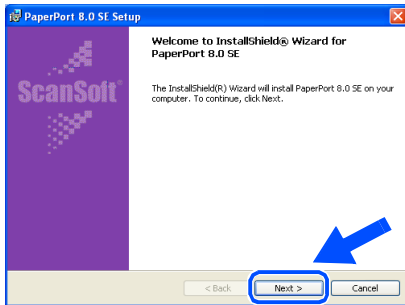 PaperPort 8.0 SE Setup
Welcome to InstallShield® Wizard for
PaperPort 8.0 SE
The InstallShield(R) Wizard will install PaperPort 8.0 SE on your
computer. To continue, click Next.
ScanSoft®
< Back
Next >
Cancel